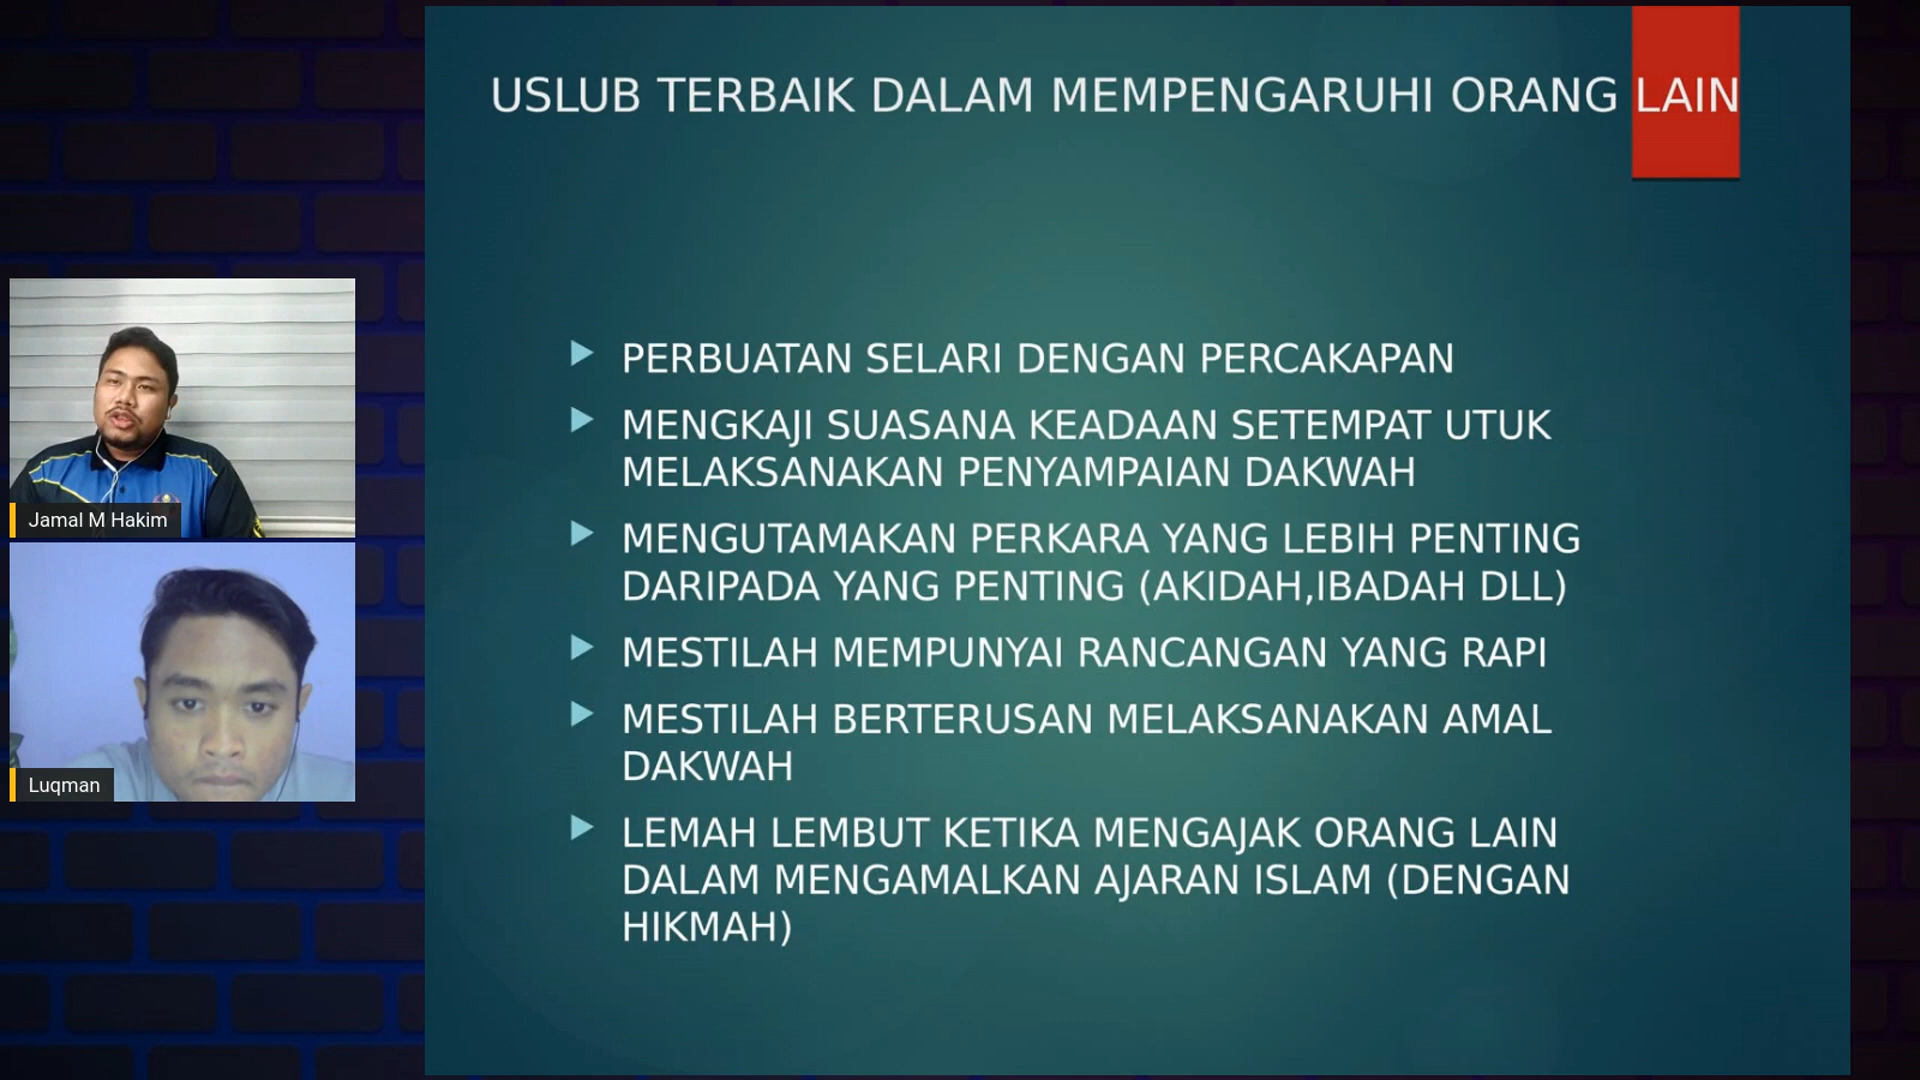 USLUB TERBAIK DALAM MEMPENGARUHI ORANG LAIN
PERBUATAN SELARI DENGAN PERCAKAPAN
MENGKAJI SUASANA KEADAAN SETEMPAT UTUK
MELAKSANAKAN PENYAMPAIAN DAKWAH
MENGUTAMAKAN PERKARA YANG LEBIH PENTING
DARIPADA YANG PENTING (AKIDAH,IBADAH DLL)
MESTILAH MEMPUNYAI RANCANGAN YANG RAPI
MESTILAH BERTERUSAN MELAKSANAKAN AMAL
DAKWAH
LEMAH LEMBUT KETIKA MENGAJAK ORANG LAIN
DALAM MENGAMALKAN AJARAN ISLAM (DENGAN
HIKMAH)
Jamal M Hakim
Luqman